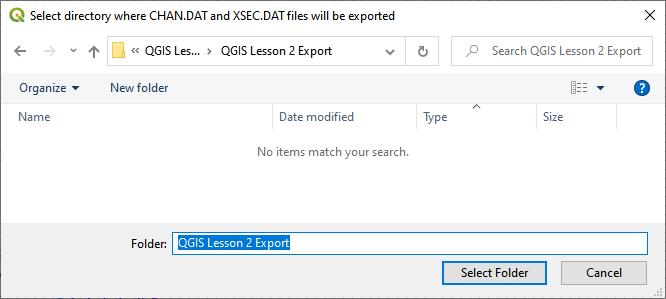 Select directory where CHAN.DAT and XSEC.DAT files will be exported
« QGIS Les... > QGIS Lesson 2 Export
Search QGIS Lesson 2 Export
Organize New folder
Name Date modified Type Size
No items match your search.
Folder: QGIS Lesson 2 Export
Select Folder Cancel